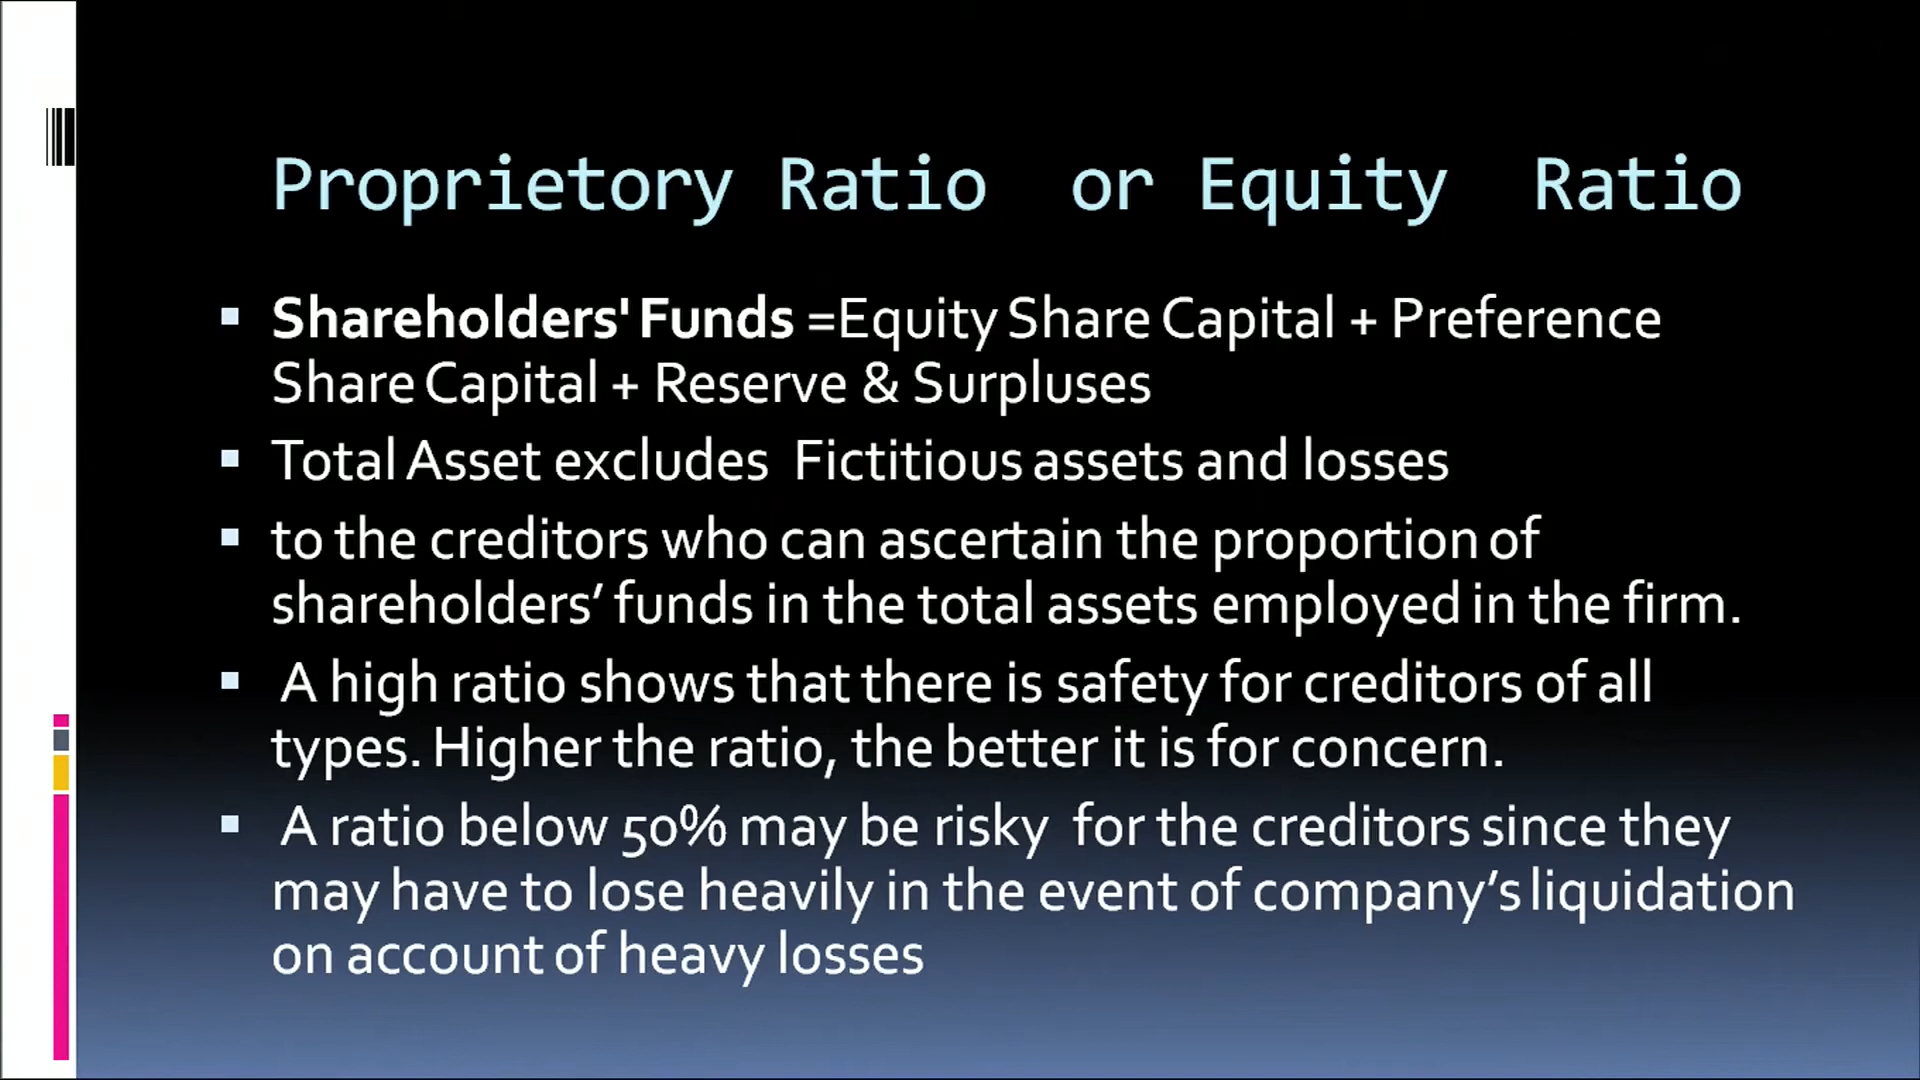 Proprietory Ratio or Equity Ratio
Shareholders' Funds =Equity Share Capital + Preference
Share Capital + Reserve & Surpluses
Total Asset excludes Fictitious assets and losses
to the creditors who can ascertain the proportion of
shareholders’ funds in the total assets employed in the firm.
A high ratio shows that there is safety for creditors of all
types. Higher the ratio, the better it is for concern.
A ratio below 50% may be risky for the creditors since they
may have to lose heavily in the event of company’s liquidation
on account of heavy losses